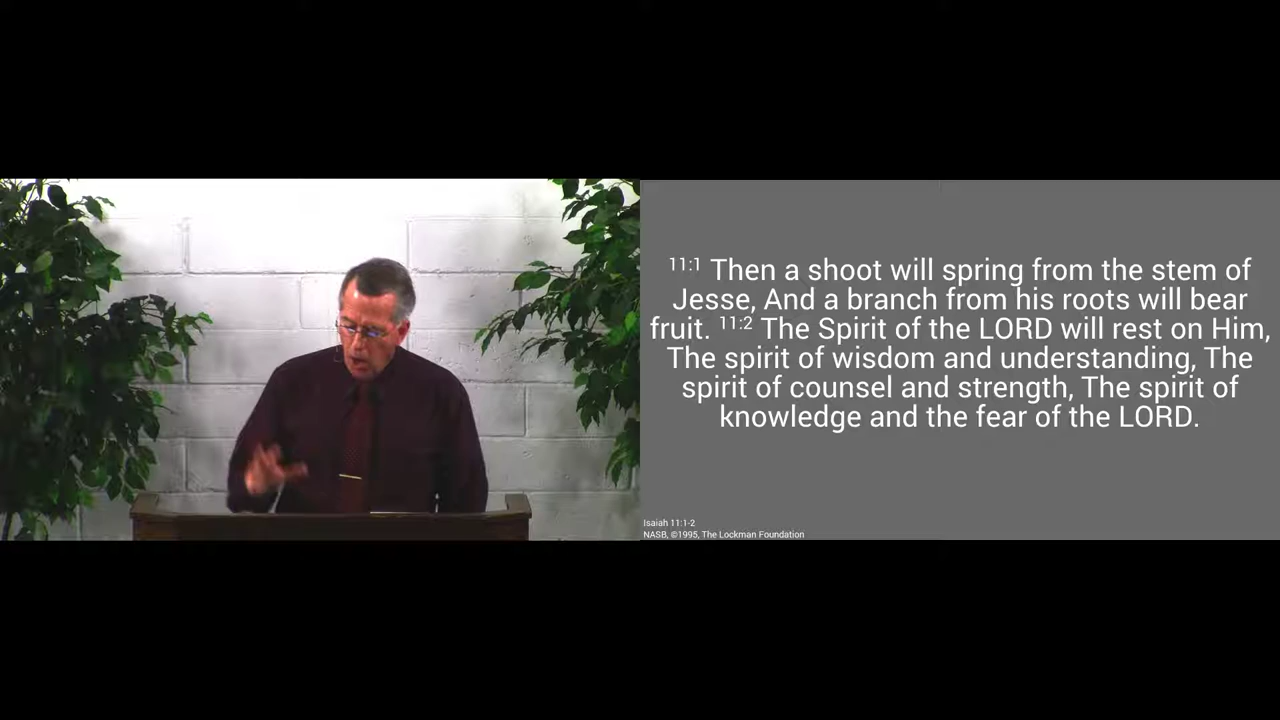 11:1 Then a shoot will spring from the stem of
Jesse, And a branch from his roots will bear
fruit. 11:2 The Spirit of the LORD will rest on Him,
The spirit of wisdom and understanding, The
spirit of counsel and strength, The spirit of
knowledge and the fear of the LORD.
Isaiah 11:1-2
NASB, ©1995, The Lockman Foundation